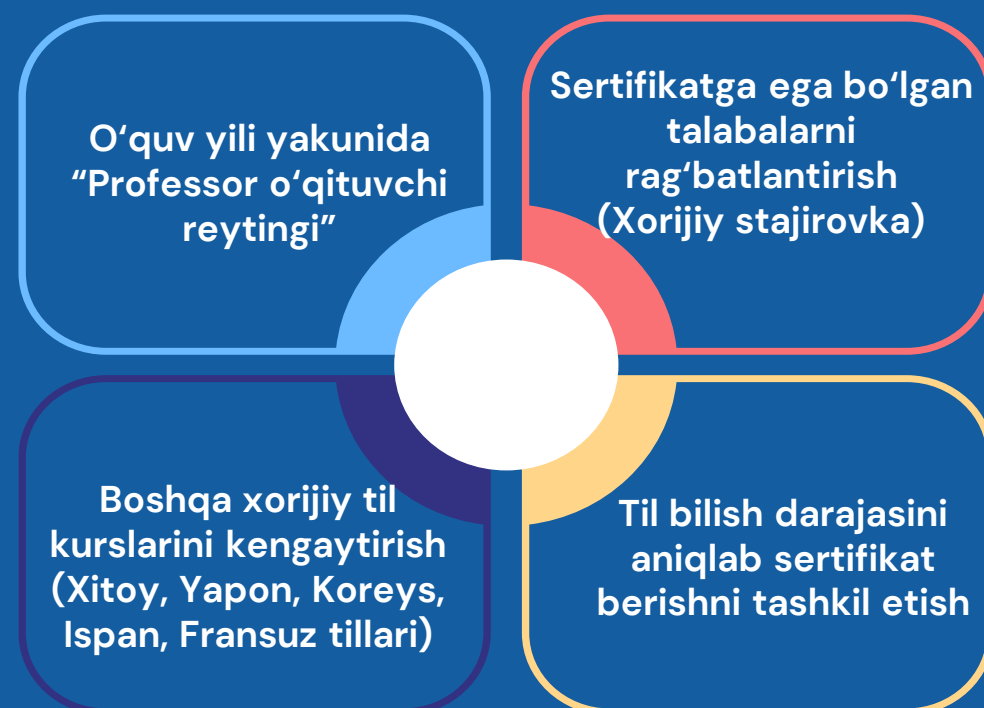 O‘quv yili yakunida
“Professor o‘qituvchi
reytingi”
Sertifikatga ega bo‘lgan
talabalarni
rag‘batlantirish
(Xorijiy stajirovka)
Boshqa xorijiy til
kurslarini kengaytirish
(Xitoy, Yapon, Koreys,
Ispan, Fransuz tillari)
Til bilish darajasini
aniqlab sertifikat
berishni tashkil etish